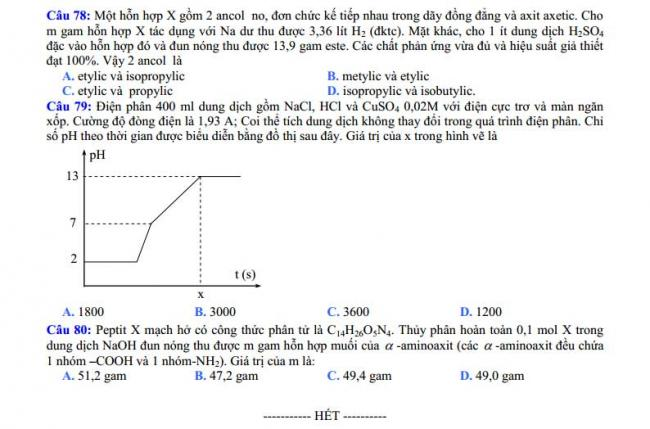 Câu 78: Một hỗn hợp X gồm 2 ancol no, đơn chức kế tiếp nhau trong dãy đồng đẳng và axit axetic. Cho
m gam hỗn hợp X tác dụng với Na dư thu được 3,36 lít H₂ (đktc). Mặt khác, cho 1 ít dung dịch H₂SO₄
đặc vào hỗn hợp đó và đun nóng thu được 13,9 gam este. Các chất phản ứng vừa đủ và hiệu suất giả thiết
đạt 100%. Vậy 2 ancol là
A. etylic và isopropylic B. metylic và etylic
C. etylic và propylic D. isopropylic và isobutylic.
Câu 79: Điện phân 400 ml dung dịch gồm NaCl, HCl và CuSO₄ 0,02M với điện cực trơ và màn ngăn
xốp. Cường độ dòng điện là 1,93 A; Coi thể tích dung dịch không thay đổi trong quá trình điện phân. Chỉ
số pH theo thời gian được biểu diễn bằng đồ thị sau đây. Giá trị của x trong hình vẽ là
pH
13
7
2
t (s)
x
A. 1800 B. 3000 C. 3600 D. 1200
Câu 80: Peptit X mạch hở có công thức phân tử là C₁₄H₂₆O₅N₄. Thủy phân hoàn toàn 0,1 mol X trong
dung dịch NaOH đun nóng thu được m gam hỗn hợp muối của α -aminoaxit (các α -aminoaxit đều chứa
1 nhóm –COOH và 1 nhóm-NH₂). Giá trị của m là:
A. 51,2 gam B. 47,2 gam C. 49,4 gam D. 49,0 gam
----------- HẾT ----------